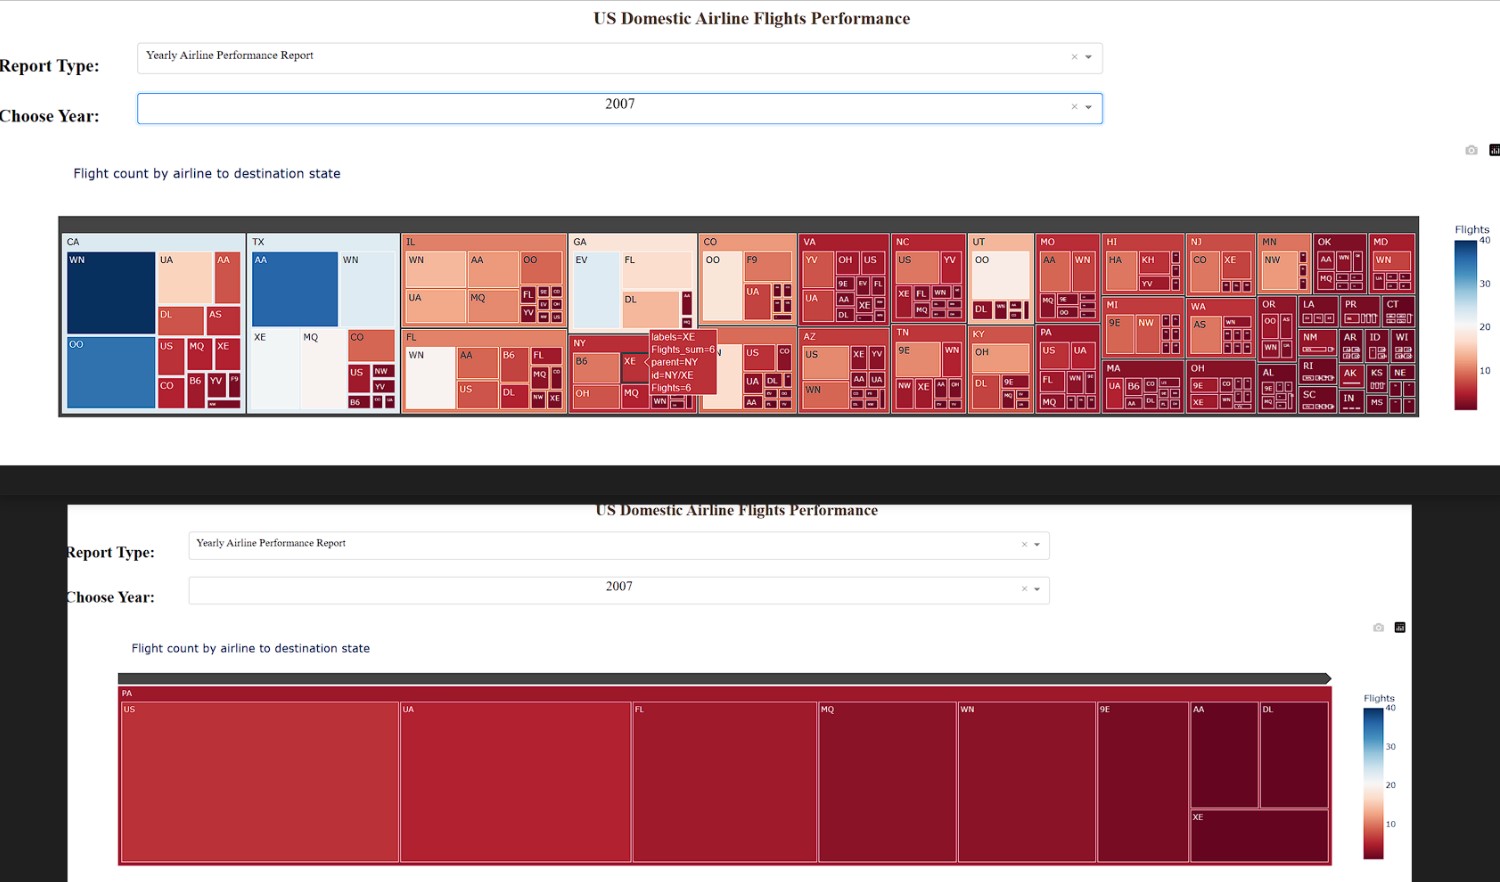 US Domestic Airline Flights Performance
Report Type:
Yearly Airline Performance Report
Choose Year:
2007
Flight count by airline to destination state
Flights
40
30
20
10
CA
WN
UA
AA
DL
AS
OO
US
MQ
XE
CO
B6
YV
F9
TX
AA
WN
XE
MQ
CO
US
NW
YV
B6
IL
WN
AA
OO
UA
MQ
FL
YV
FL
WN
AA
B6
FL
US
DL
MQ
NW
XE
GA
EV
FL
DL
NY
B6
XE
OH
MQ
WN
labels=XE
Flights_sum=6
parent=NY
id=NY/XE
Flights=6
CO
OO
F9
UA
US
CO
UA
DL
AA
VA
YV
OH
US
9E
EV
FL
UA
AA
XE
DL
AZ
US
XE
YV
WN
AA
UA
NC
US
YV
XE
FL
WN
MQ
TN
9E
WN
NW
XE
AA
OH
UT
OO
DL
WN
KY
OH
DL
9E
MQ
MO
AA
WN
MQ
9E
OO
PA
US
UA
FL
WN
9E
MQ
HI
HA
KH
YV
MI
9E
NW
MA
UA
B6
CO
AA
DL
NJ
CO
XE
WA
AS
WN
OH
9E
CO
XE
WN
MN
NW
OR
OO
AS
WN
AL
9E
MQ
OK
AA
WN
MQ
MD
WN
UA
LA
PR
CT
NM
AR
ID
WI
RI
AK
KS
NE
SC
IN
MS
US Domestic Airline Flights Performance
Report Type:
Yearly Airline Performance Report
Choose Year:
2007
Flight count by airline to destination state
Flights
40
30
20
10
PA
US
UA
FL
MQ
WN
9E
AA
DL
XE